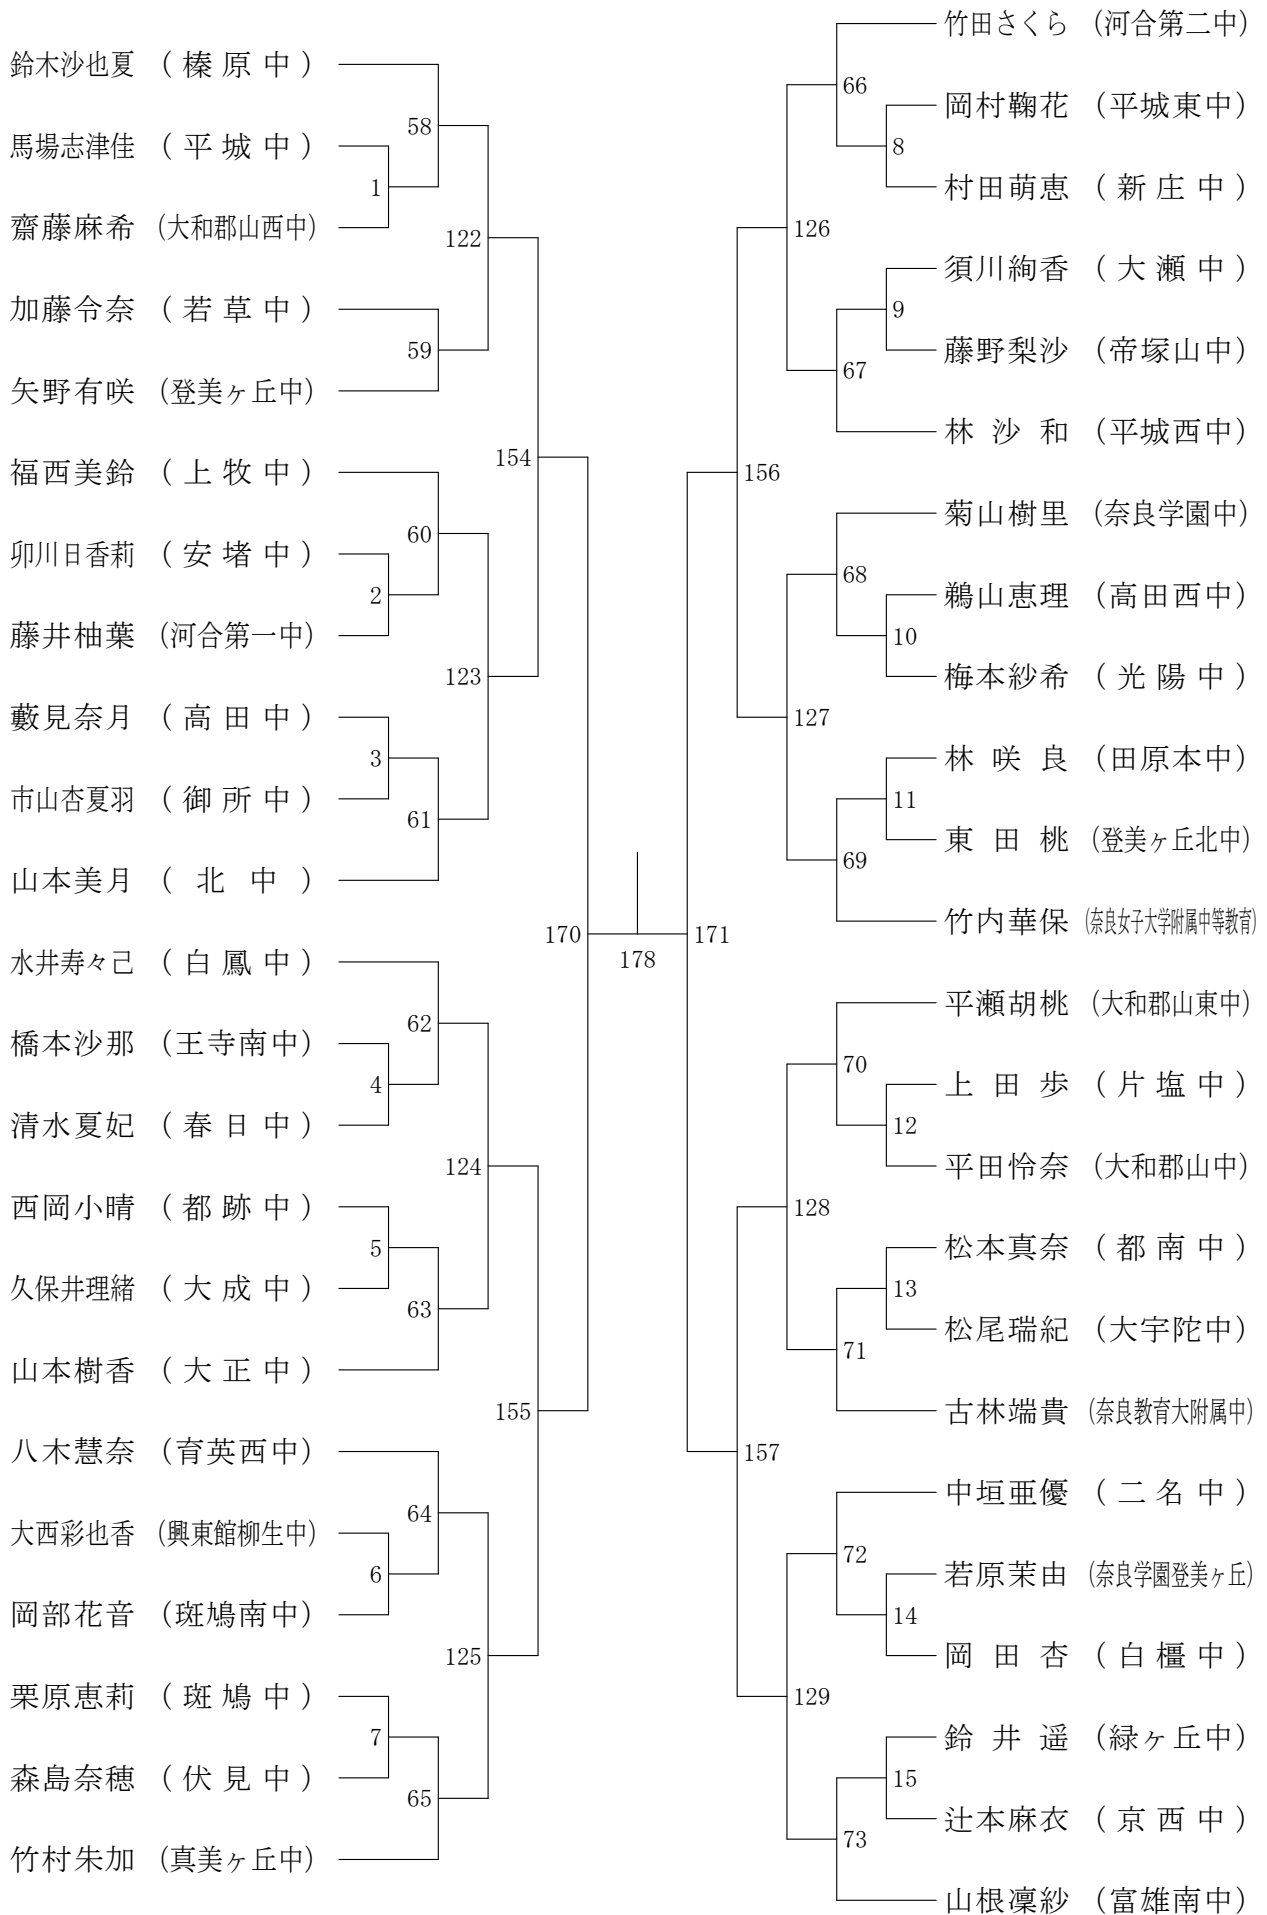 鈴木沙也夏 （榛原中）
58
馬場志津佳 （平城中）
1
齋藤麻希 （大和郡山西中）
122
加藤令奈 （若草中）
59
矢野有咲 （登美ヶ丘中）
154
福西美鈴 （上牧中）
60
卯川日香莉 （安堵中）
2
藤井柚葉 （河合第一中）
123
藪見奈月 （高田中）
3
市山杏夏羽 （御所中）
61
山本美月 （北中）
170
水井寿々己 （白鳳中）
62
橋本沙那 （王寺南中）
4
清水夏妃 （春日中）
124
西岡小晴 （都跡中）
5
久保井理緒 （大成中）
63
山本樹香 （大正中）
155
八木慧奈 （育英西中）
64
大西彩也香 （興東館柳生中）
6
岡部花音 （斑鳩南中）
125
栗原恵莉 （斑鳩中）
7
森島奈穂 （伏見中）
65
竹村朱加 （真美ヶ丘中）
178
竹田さくら （河合第二中）
66
岡村鞠花 （平城東中）
8
村田萌恵 （新庄中）
126
須川絢香 （大瀬中）
9
藤野梨沙 （帝塚山中）
67
林沙和 （平城西中）
156
菊山樹里 （奈良学園中）
68
鵜山恵理 （高田西中）
10
梅本紗希 （光陽中）
127
林咲良 （田原本中）
11
東田桃 （登美ヶ丘北中）
69
竹内華保 （奈良女子大学附属中等教育）
171
平瀬胡桃 （大和郡山東中）
70
上田歩 （片塩中）
12
平田怜奈 （大和郡山中）
128
松本真奈 （都南中）
13
松尾瑞紀 （大宇陀中）
71
古林端貴 （奈良教育大附属中）
157
中垣亜優 （二名中）
72
若原茉由 （奈良学園登美ヶ丘）
14
岡田杏 （白橿中）
129
鈴井遥 （緑ヶ丘中）
15
辻本麻衣 （京西中）
73
山根凜紗 （富雄南中）